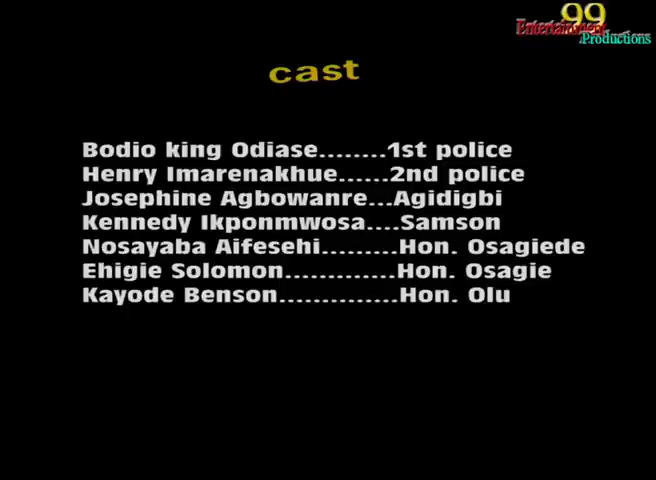 99
Entertainment
Productions
cast
Bodio king Odiase........1st police
Henry Imarenakhue......2nd police
Josephine Agbowanre...Agidigbi
Kennedy Ikponmwosa....Samson
Nosayaba Aifesehi.........Hon. Osagiede
Ehigie Solomon.............Hon. Osagie
Kayode Benson..............Hon. Olu